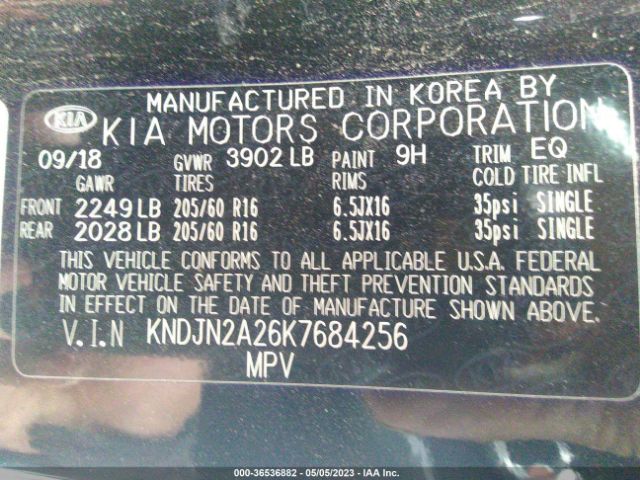 MANUFACTURED IN KOREA BY
KIA KIA MOTORS CORPORATION
09/18 GVWR 3902 LB PAINT 9H TRIM EQ
GAWR TIRES RIMS COLD TIRE INFL
FRONT 2249 LB 205/60 R16 6.5JX16 35psi SINGLE
REAR 2028 LB 205/60 R16 6.5JX16 35psi SINGLE
THIS VEHICLE CONFORMS TO ALL APPLICABLE U.S.A. FEDERAL
MOTOR VEHICLE SAFETY AND THEFT PREVENTION STANDARDS
IN EFFECT ON THE DATE OF MANUFACTURE SHOWN ABOVE.
V.I.N KNDJN2A26K7684256
MPV
000-36536882 - 05/05/2023 - IAA Inc.